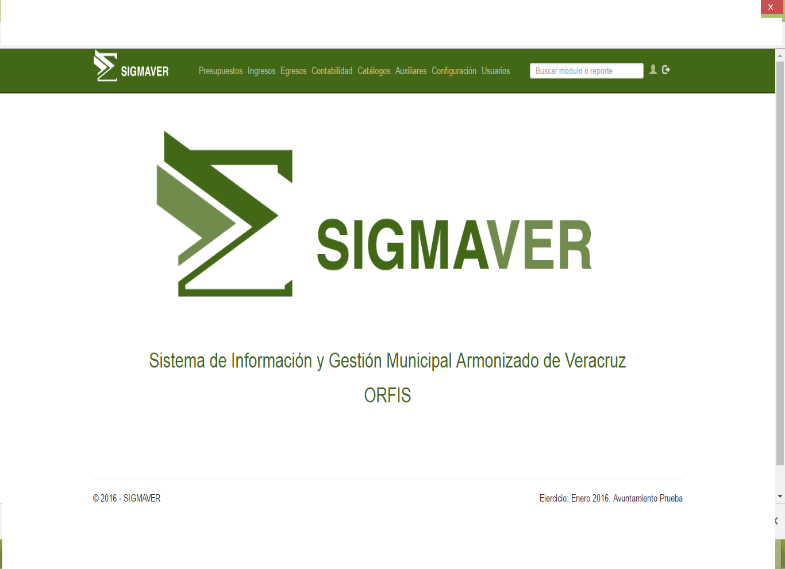 x
SIGMAVER
Presupuestos Ingresos Egresos Contabilidad Catálogos Auxiliares Configuración Usuarios
Buscar módulo o reporte
SIGMAVER
Sistema de Información y Gestión Municipal Armonizado de Veracruz
ORFIS
© 2016 - SIGMAVER
Ejercicio: Enero 2016. Ayuntamiento Prueba